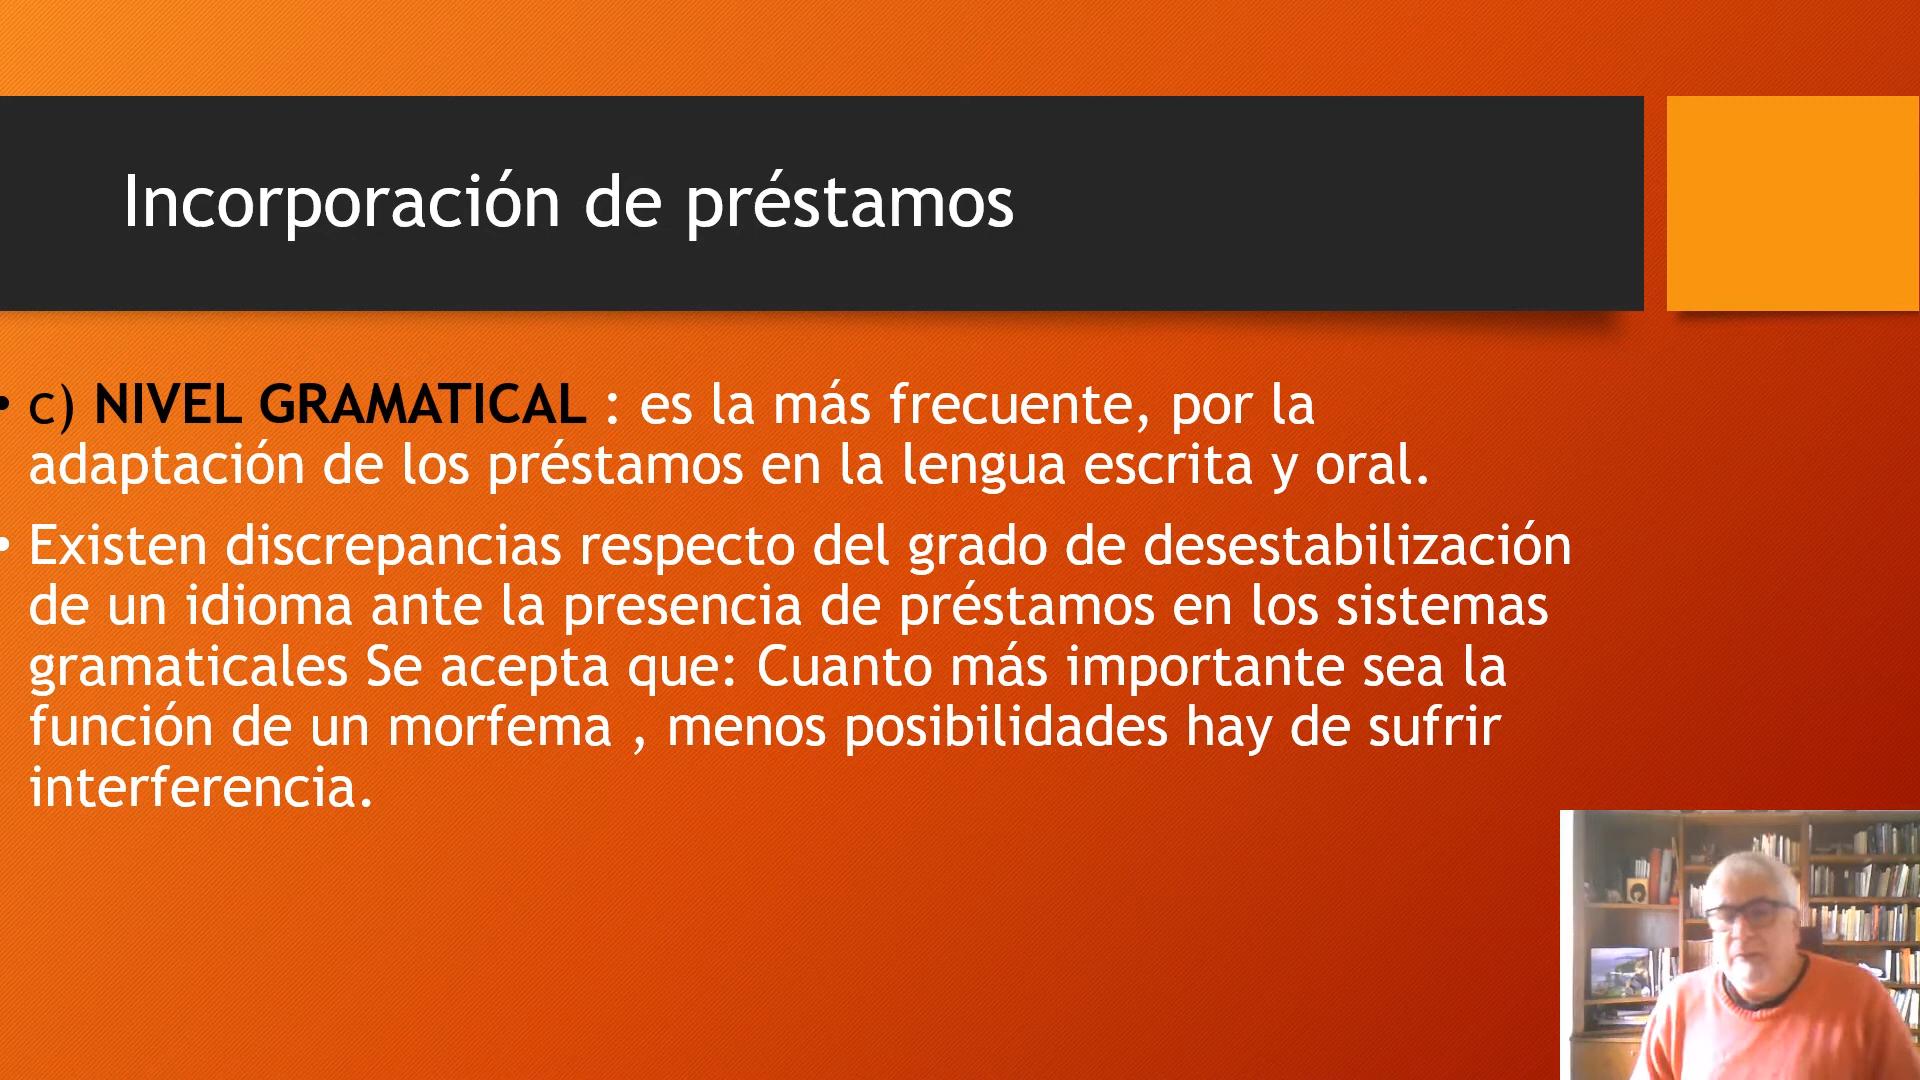 Incorporación de préstamos
• c) NIVEL GRAMATICAL : es la más frecuente, por la
adaptación de los préstamos en la lengua escrita y oral.
• Existen discrepancias respecto del grado de desestabilización
de un idioma ante la presencia de préstamos en los sistemas
gramaticales Se acepta que: Cuanto más importante sea la
función de un morfema , menos posibilidades hay de sufrir
interferencia.